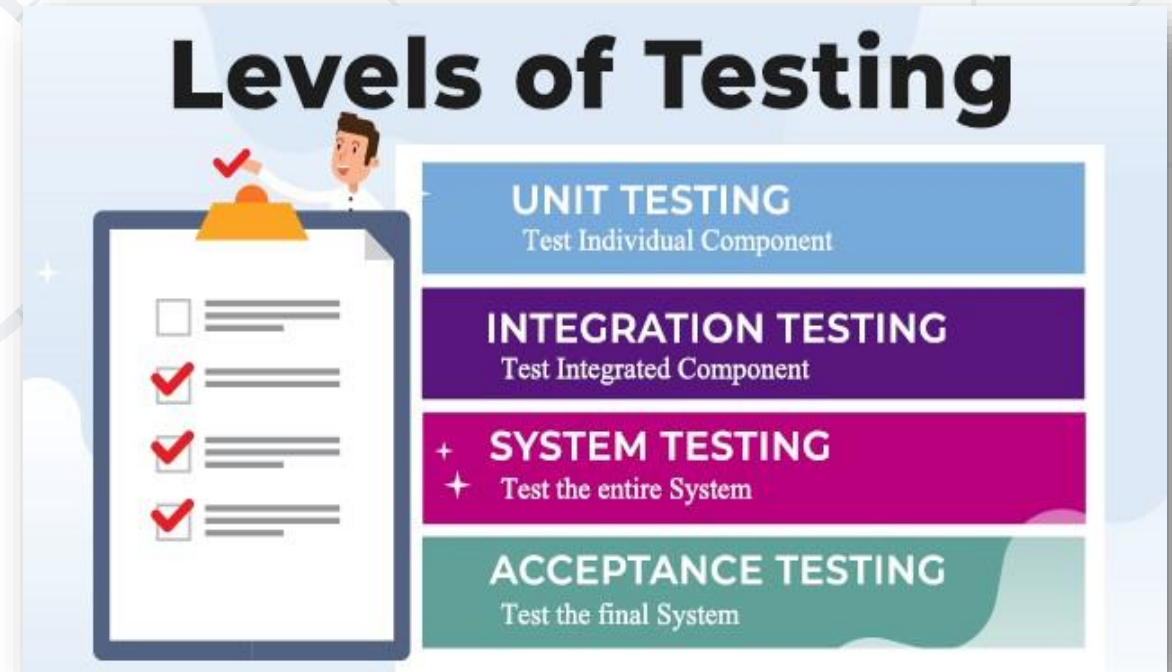 Levels of Testing
UNIT TESTING
Test Individual Component
INTEGRATION TESTING
Test Integrated Component
SYSTEM TESTING
Test the entire System
ACCEPTANCE TESTING
Test the final System